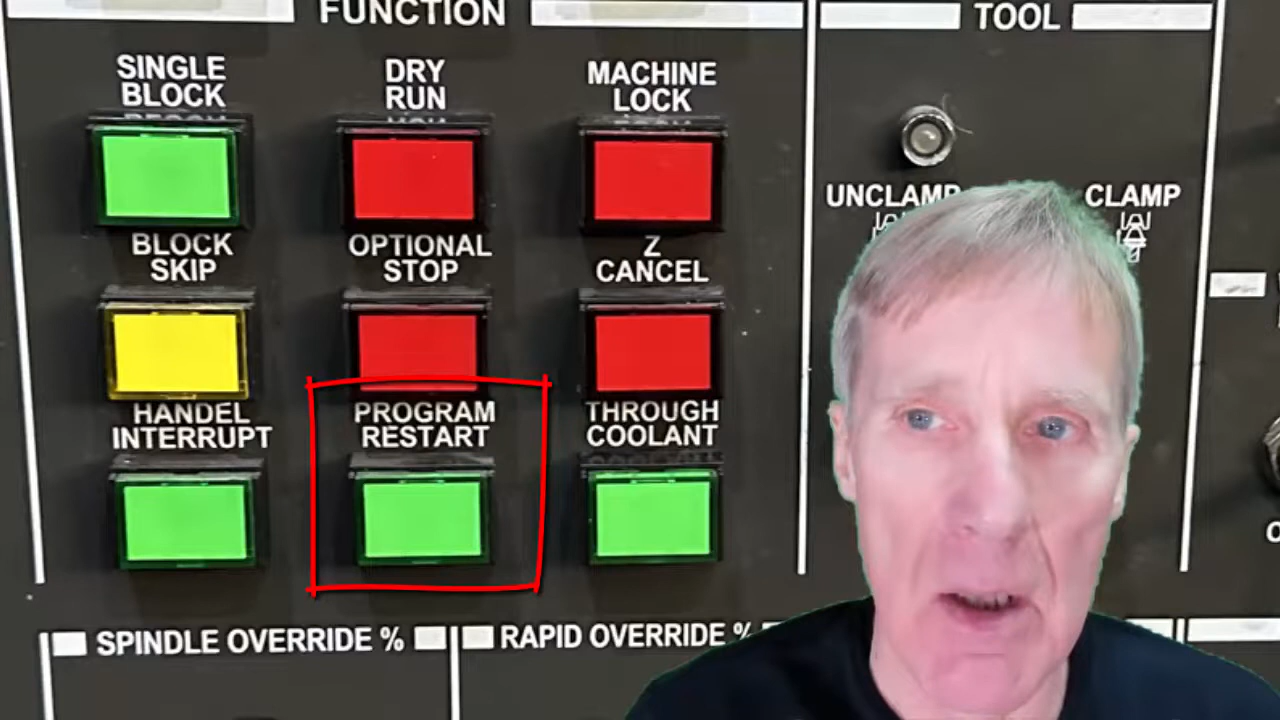 FUNCTION
TOOL
SINGLE
BLOCK
DRY
RUN
MACHINE
LOCK
UNCLAMP
CLAMP
BLOCK
SKIP
OPTIONAL
STOP
Z
CANCEL
HANDEL
INTERRUPT
PROGRAM
RESTART
THROUGH
COOLANT
SPINDLE OVERRIDE %
RAPID OVERRIDE %